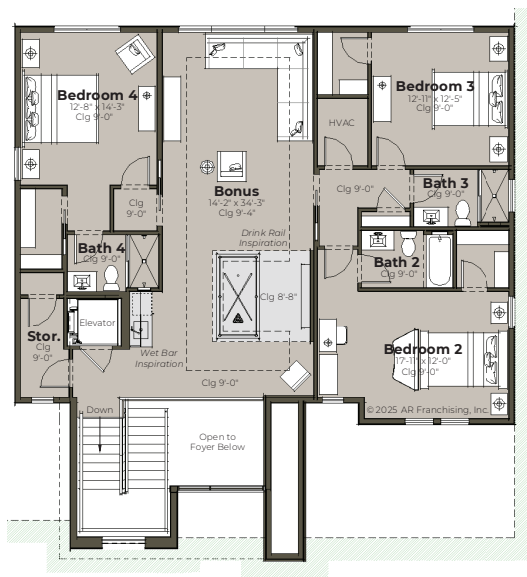 Bedroom 4
12'-8" x 14'-3"
Clg 9'-0"
Bedroom 3
12'-11" x 12'-5"
Clg 9'-0"
HVAC
Bonus
14'-2" x 34'-3"
Clg 9'-4"
Clg
9'-0"
Clg 9'-0"
Bath 3
Clg 9'-0"
Drink Rail
Inspiration
Bath 4
Clg 9'-0"
Bath 2
Clg 9'-0"
Clg 8'-8"
Elevator
Stor.
Clg
9'-0"
Wet Bar
Inspiration
Bedroom 2
17'-11" x 12'-0"
Clg 9'-0"
Clg 9'-0"
Down
© 2025 AR Franchising, Inc.
Open to
Foyer Below